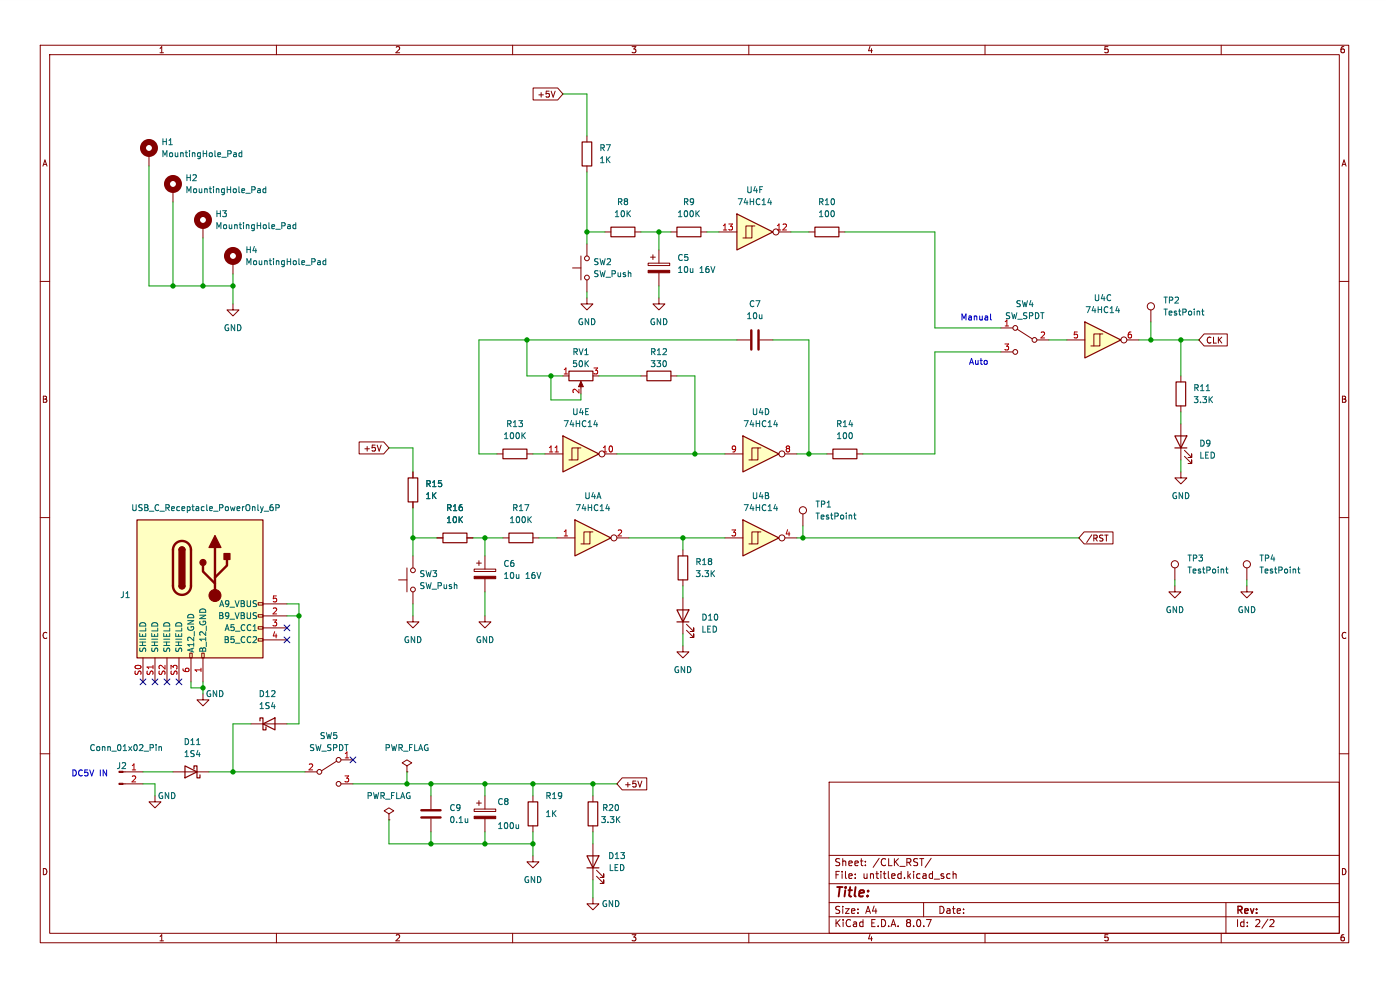 1 2 3 4 5 6
A A
B B
C C
D D
1 2 3 4 5 6
H1
MountingHole_Pad
H2
MountingHole_Pad
H3
MountingHole_Pad
H4
MountingHole_Pad
GND
+5V
R7
1K
R8
10K
R9
100K
U4F
74HC14
13 12
R10
100
SW2
SW_Push
GND
+
C5
10u 16V
GND
C7
10u
RV1
50K
1 3
2
R12
330
R13
100K
U4E
74HC14
11 10
U4D
74HC14
9 8
R14
100
Manual
Auto
SW4
SW_SPDT
1
2
3
U4C
74HC14
5 6
TP2
TestPoint
CLK
R11
3.3K
D9
LED
GND
+5V
R15
1K
R16
10K
R17
100K
U4A
74HC14
1 2
U4B
74HC14
3 4
TP1
TestPoint
/RST
SW3
SW_Push
GND
+
C6
10u 16V
GND
R18
3.3K
D10
LED
GND
TP3
TestPoint
GND
TP4
TestPoint
GND
USB_C_Receptacle_PowerOnly_6P
J1
A9_VBUS 5
B9_VBUS 2
A5_CC1 3
B5_CC2 4
SHIELD S0
SHIELD S1
SHIELD S2
SHIELD S3
A12_GND 6
B_12_GND 1
GND
D12
1S4
Conn_01x02_Pin
DC5V IN
J2
1
2
GND
D11
1S4
SW5
SW_SPDT
1
2
3
PWR_FLAG
PWR_FLAG
C9
0.1u
+
C8
100u
R19
1K
GND
R20
3.3K
D13
LED
GND
+5V
Sheet: /CLK_RST/
File: untitled.kicad_sch
Title:
Size: A4 Date: Rev:
KiCad E.D.A. 8.0.7 Id: 2/2